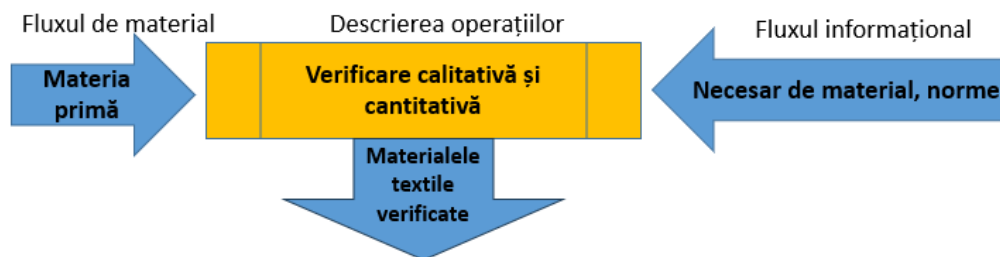 Fluxul de material
Descrierea operațiilor
Fluxul informațional
Materia
primă
Verificare calitativă și
cantitativă
Necesar de material, norme
Materialele
textile
verificate